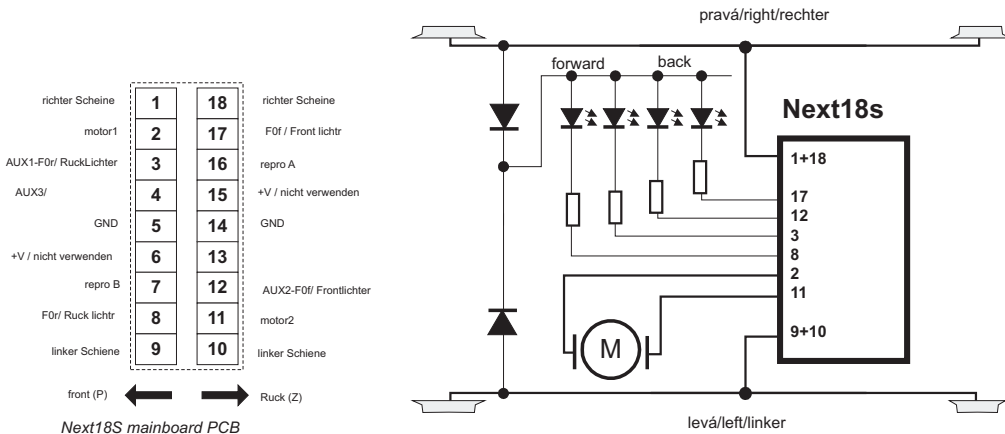 richter Scheine 1 18 richter Scheine
motor1 2 17 F0f / Front lichtr
AUX1-F0r/ RuckLichter 3 16 repro A
AUX3/ 4 15 +V / nicht verwenden
GND 5 14 GND
+V / nicht verwenden 6 13
repro B 7 12 AUX2-F0f/ Frontlichter
F0r/ Ruck lichtr 8 11 motor2
linker Schiene 9 10 linker Schiene
front (P) Ruck (Z)
Next18S mainboard PCB
pravá/right/rechter
forward back
Next18s
1+18
17
12
3
8
2
11
9+10
M
levá/left/linker